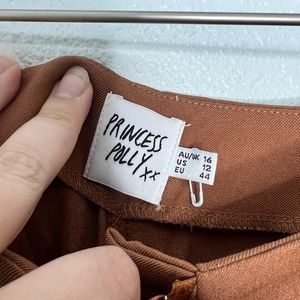 PRINCESS
POLLY xx
AU/UK 16
US 12
EU 44